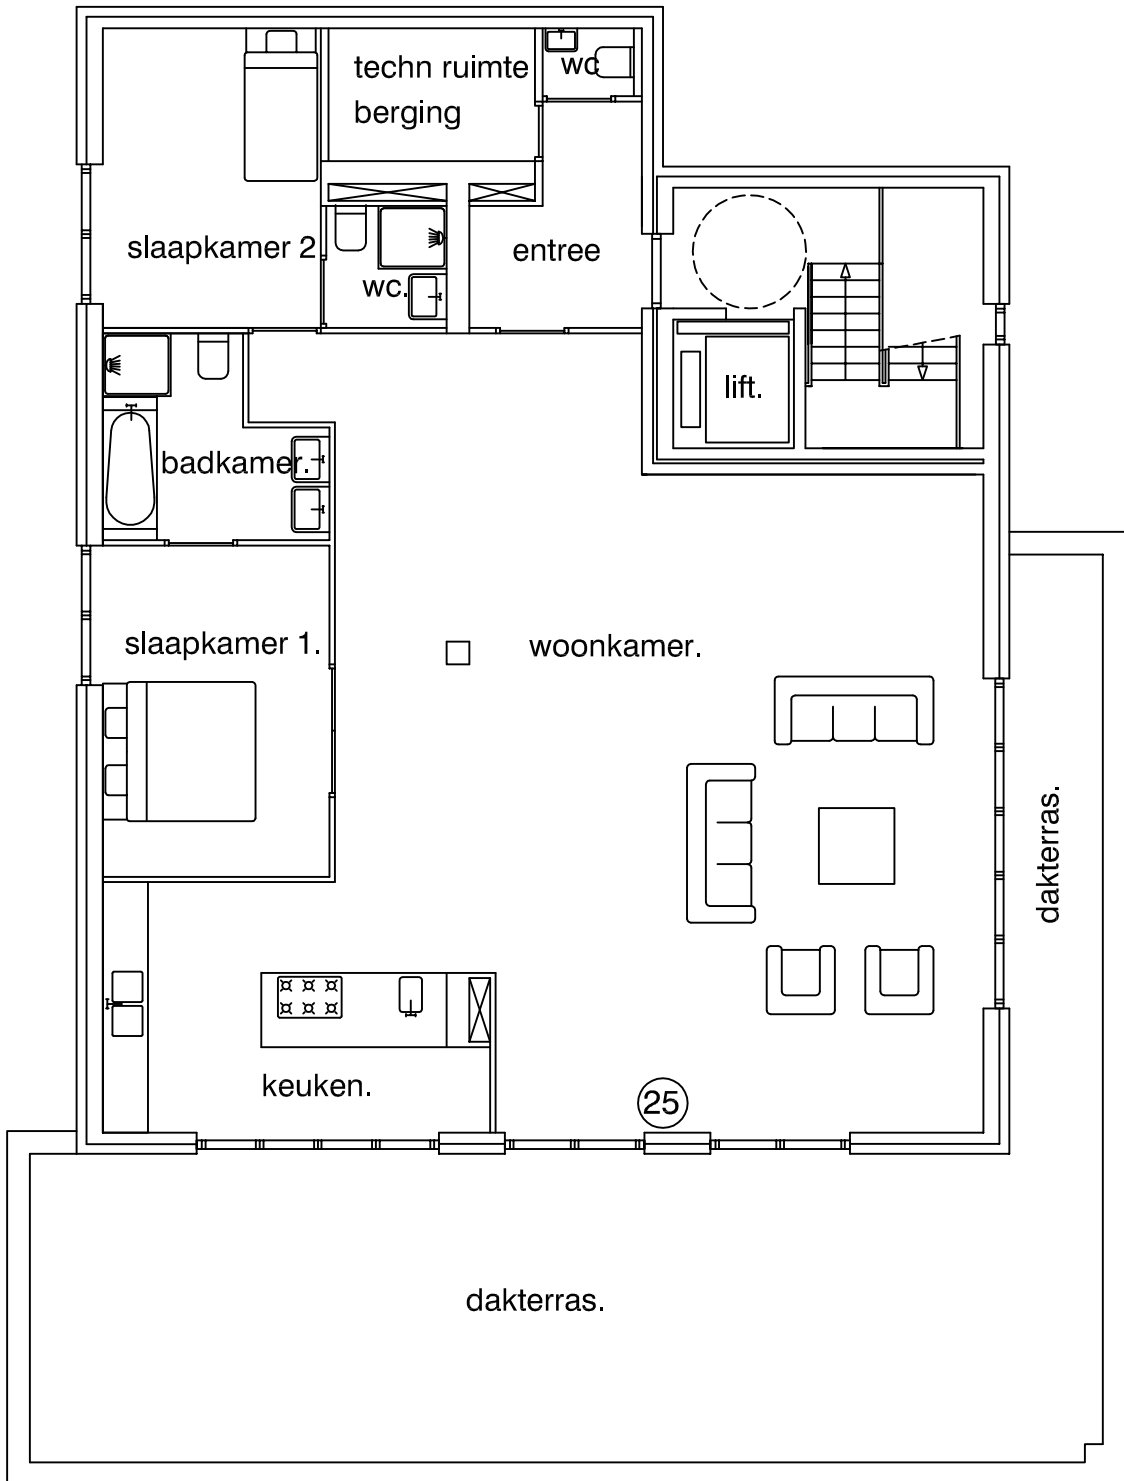 techn ruimte
berging
wc
slaapkamer 2
entree
wc.
lift.
badkamer.
slaapkamer 1.
woonkamer.
dakterras.
keuken.
25
dakterras.